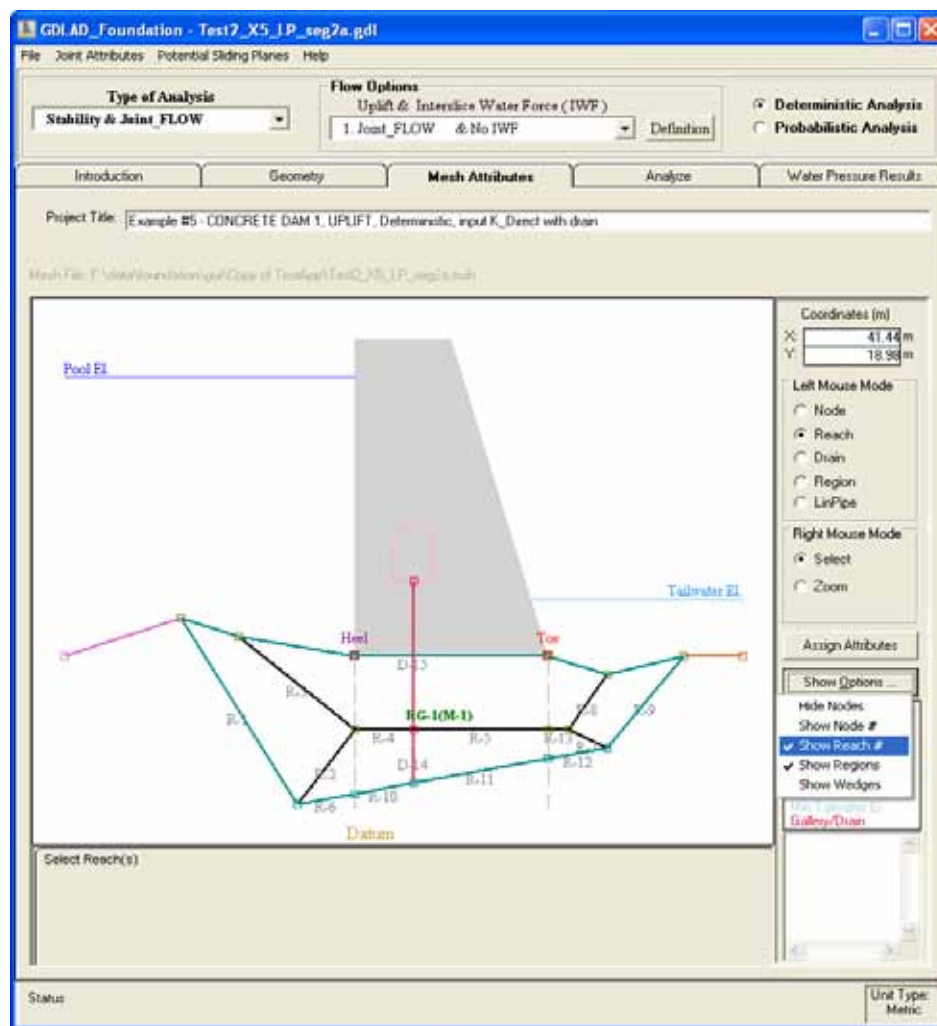 GDLAD_Foundation - Test2_X5_LP_seg2a.gdl
File Joint Attributes Potential Sliding Planes Help
Type of Analysis
Stability & Joint_FLOW
Flow Options
Uplift & Interslice Water Force ( IWF )
1. Joint_FLOW & No IWF
Definition
Deterministic Analysis
Probabilistic Analysis
Introduction
Geometry
Mesh Attributes
Analyze
Water Pressure Results
Project Title: Example #5 - CONCRETE DAM 1, UPLIFT, Deterministic, input K_Direct with drain
Pool El.
Tailwater El.
Heel
Toe
D-15
RG-1(M-1)
R-4
R-5
R-13
R-8
R-9
D-14
R-11
R-12
R-10
R-6
Datum
Coordinates (m)
X: 41.44 m
Y: 18.98 m
Left Mouse Mode
Node
Reach
Drain
Region
LinPipe
Right Mouse Mode
Select
Zoom
Assign Attributes
Show Options ...
Hide Nodes
Show Node #
Show Reach #
Show Regions
Show Wedges
Gallery/Drain
Select Reach(s)
Status
Unit Type:
Metric